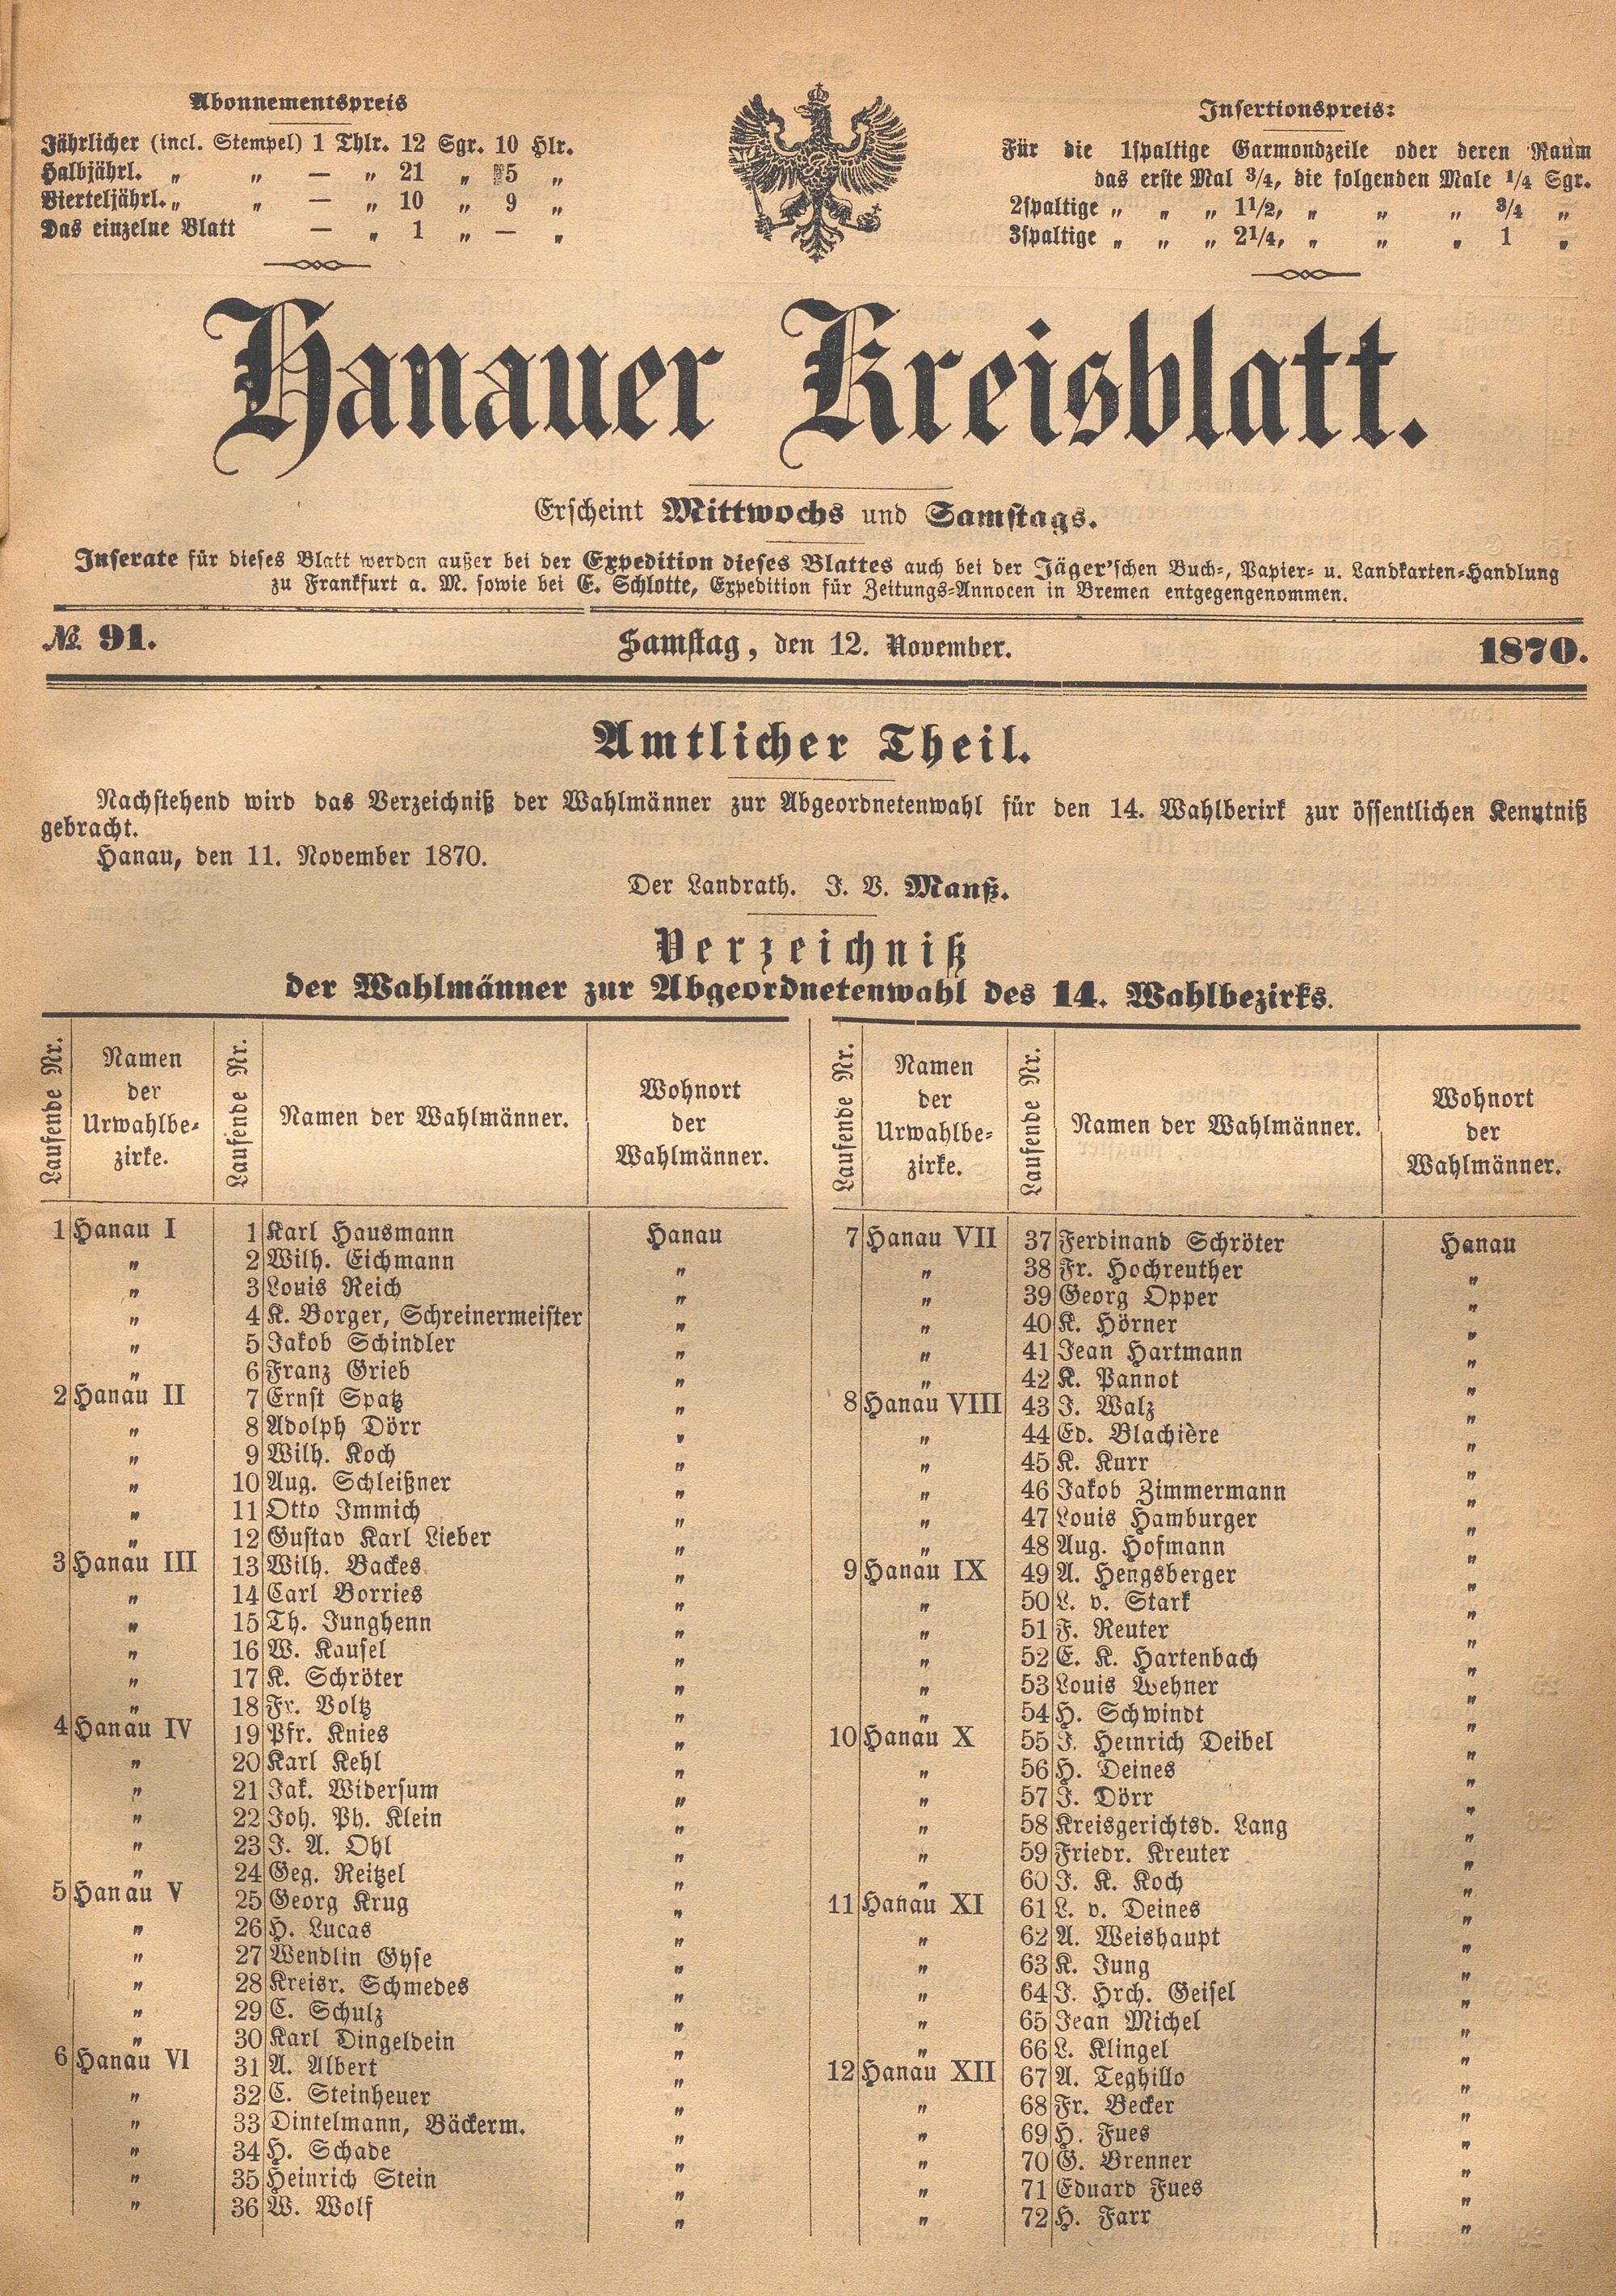 Abonnementspreis
Jährlicher (incl. Stempel) 1 Thlr. 12 Sgr. 10 Hlr.
Halbjährl. „ „ — „ 21 „ 5 „
Vierteljährl. „ „ — „ 10 „ 9 „
Das einzelne Blatt — „ 1 „ — „
Insertionspreis:
Für die 1spaltige Garmondzeile oder deren Raum
das erste Mal 3/4, die folgenden Male 1/4 Sgr.
2spaltige „ „ „ 1 1/2, „ „ „ 3/4 „
3spaltige „ „ „ 2 1/4, „ „ „ 1 „
Hanauer Kreisblatt.
Erscheint Mittwochs und Samstags.
Inserate für dieses Blatt werden außer bei der Expedition dieses Blattes auch bei der Jäger'schen Buch-, Papier- u. Landkarten-Handlung
zu Frankfurt a. M. sowie bei E. Schlotte, Expedition für Zeitungs-Annocen in Bremen entgegengenommen.
№ 91. Samstag, den 12. November. 1870.
Amtlicher Theil.
Nachstehend wird das Verzeichniß der Wahlmänner zur Abgeordnetenwahl für den 14. Wahlberirk zur össentlichen Kenntniß
gebracht.
Hanau, den 11. November 1870.
Der Landrath. J. V. Manß.
Verzeichniß
der Wahlmänner zur Abgeordnetenwahl des 14. Wahlbezirks.
Laufende Nr.
Namen
der
Urwahlbe-
zirke.
Laufende Nr.
Namen der Wahlmänner.
Wohnort
der
Wahlmänner.
1 Hanau I 1 Karl Hausmann Hanau
„ 2 Wilh. Eichmann „
„ 3 Louis Reich „
„ 4 K. Borger, Schreinermeister „
„ 5 Jakob Schindler „
„ 6 Franz Grieb „
2 Hanau II 7 Ernst Spatz „
„ 8 Adolph Dörr „
„ 9 Wilh. Koch „
„ 10 Aug. Schleißner „
„ 11 Otto Immich „
„ 12 Gustav Karl Lieber „
3 Hanau III 13 Wilh. Backes „
„ 14 Carl Borries „
„ 15 Th. Junghenn „
„ 16 W. Kausel „
„ 17 K. Schröter „
„ 18 Fr. Voltz „
4 Hanau IV 19 Pfr. Knies „
„ 20 Karl Kehl „
„ 21 Jak. Widersum „
„ 22 Joh. Ph. Klein „
„ 23 J. A. Ohl „
„ 24 Geg. Reitzel „
5 Hanau V 25 Georg Krug „
„ 26 H. Lucas „
„ 27 Wendlin Gyse „
„ 28 Kreisr. Schmedes „
„ 29 C. Schulz „
„ 30 Karl Dingeldein „
6 Hanau VI 31 A. Albert „
„ 32 C. Steinheuer „
„ 33 Dintelmann, Bäckerm. „
„ 34 H. Schade „
„ 35 Heinrich Stein „
„ 36 W. Wolf „
Laufende Nr.
Namen
der
Urwahlbe-
zirke.
Laufende Nr.
Namen der Wahlmänner.
Wohnort
der
Wahlmänner.
7 Hanau VII 37 Ferdinand Schröter Hanau
„ 38 Fr. Hochreuther „
„ 39 Georg Opper „
„ 40 K. Hörner „
„ 41 Jean Hartmann „
„ 42 K. Pannot „
8 Hanau VIII 43 J. Walz „
„ 44 Ed. Blachière „
„ 45 K. Kurr „
„ 46 Jakob Zimmermann „
„ 47 Louis Hamburger „
„ 48 Aug. Hofmann „
9 Hanau IX 49 A. Hengsberger „
„ 50 L. v. Stark „
„ 51 F. Reuter „
„ 52 E. K. Hartenbach „
„ 53 Louis Wehner „
„ 54 H. Schwindt „
10 Hanau X 55 J. Heinrich Deibel „
„ 56 H. Deines „
„ 57 J. Dörr „
„ 58 Kreisgerichtsd. Lang „
„ 59 Friedr. Kreuter „
„ 60 J. K. Koch „
11 Hanau XI 61 L. v. Deines „
„ 62 A. Weishaupt „
„ 63 K. Jung „
„ 64 J. Hrch. Geisel „
„ 65 Jean Michel „
„ 66 L. Klingel „
12 Hanau XII 67 A. Teghillo „
„ 68 Fr. Becker „
„ 69 H. Fues „
„ 70 G. Brenner „
„ 71 Eduard Fues „
„ 72 H. Farr „